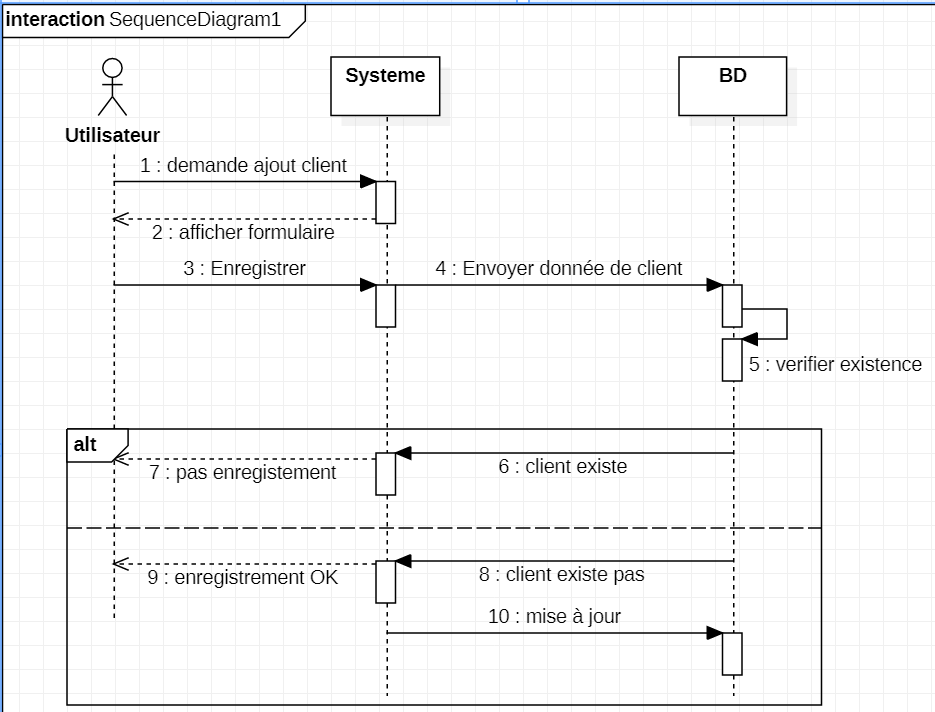 interaction SequenceDiagram1
Systeme
BD
Utilisateur
1 : demande ajout client
2 : afficher formulaire
3 : Enregistrer
4 : Envoyer donnée de client
5 : verifier existence
alt
6 : client existe
7 : pas enregistement
8 : client existe pas
9 : enregistrement OK
10 : mise à jour